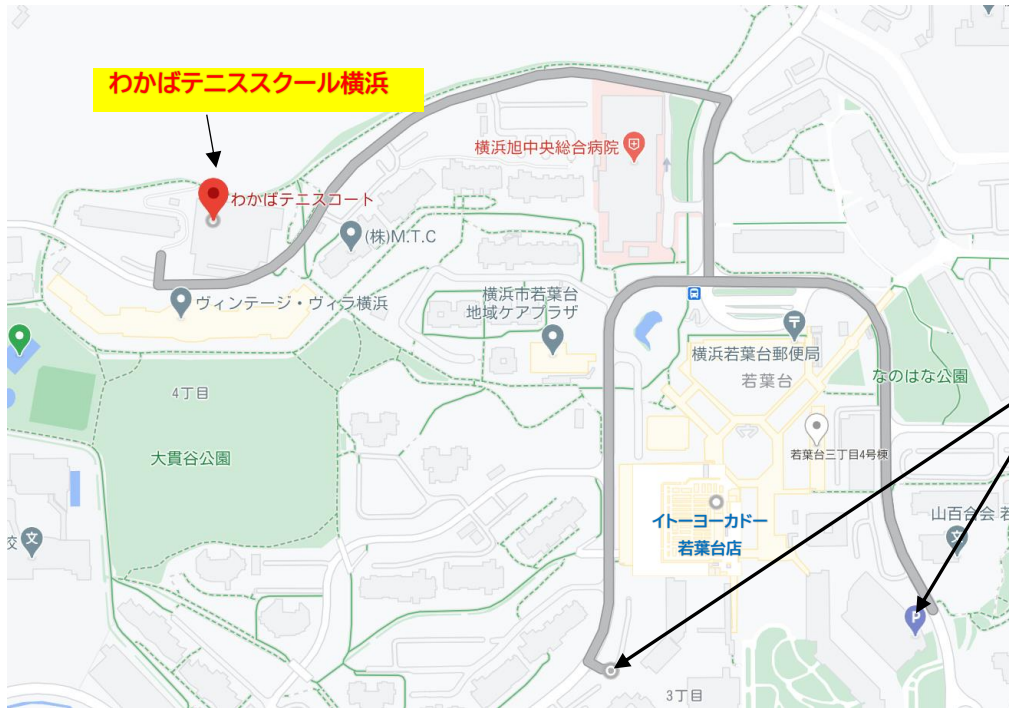 わかばテニススクール横浜
横浜旭中央総合病院
わかばテニスコート
(株)M.T.C
ヴィンテージ・ヴィラ横浜
横浜市若葉台
地域ケアプラザ
横浜若葉台郵便局
若葉台
なのはな公園
4丁目
大貫谷公園
若葉台三丁目4号棟
イトーヨーカドー
若葉台店
山百合会 若
校
文
文
P
3丁目